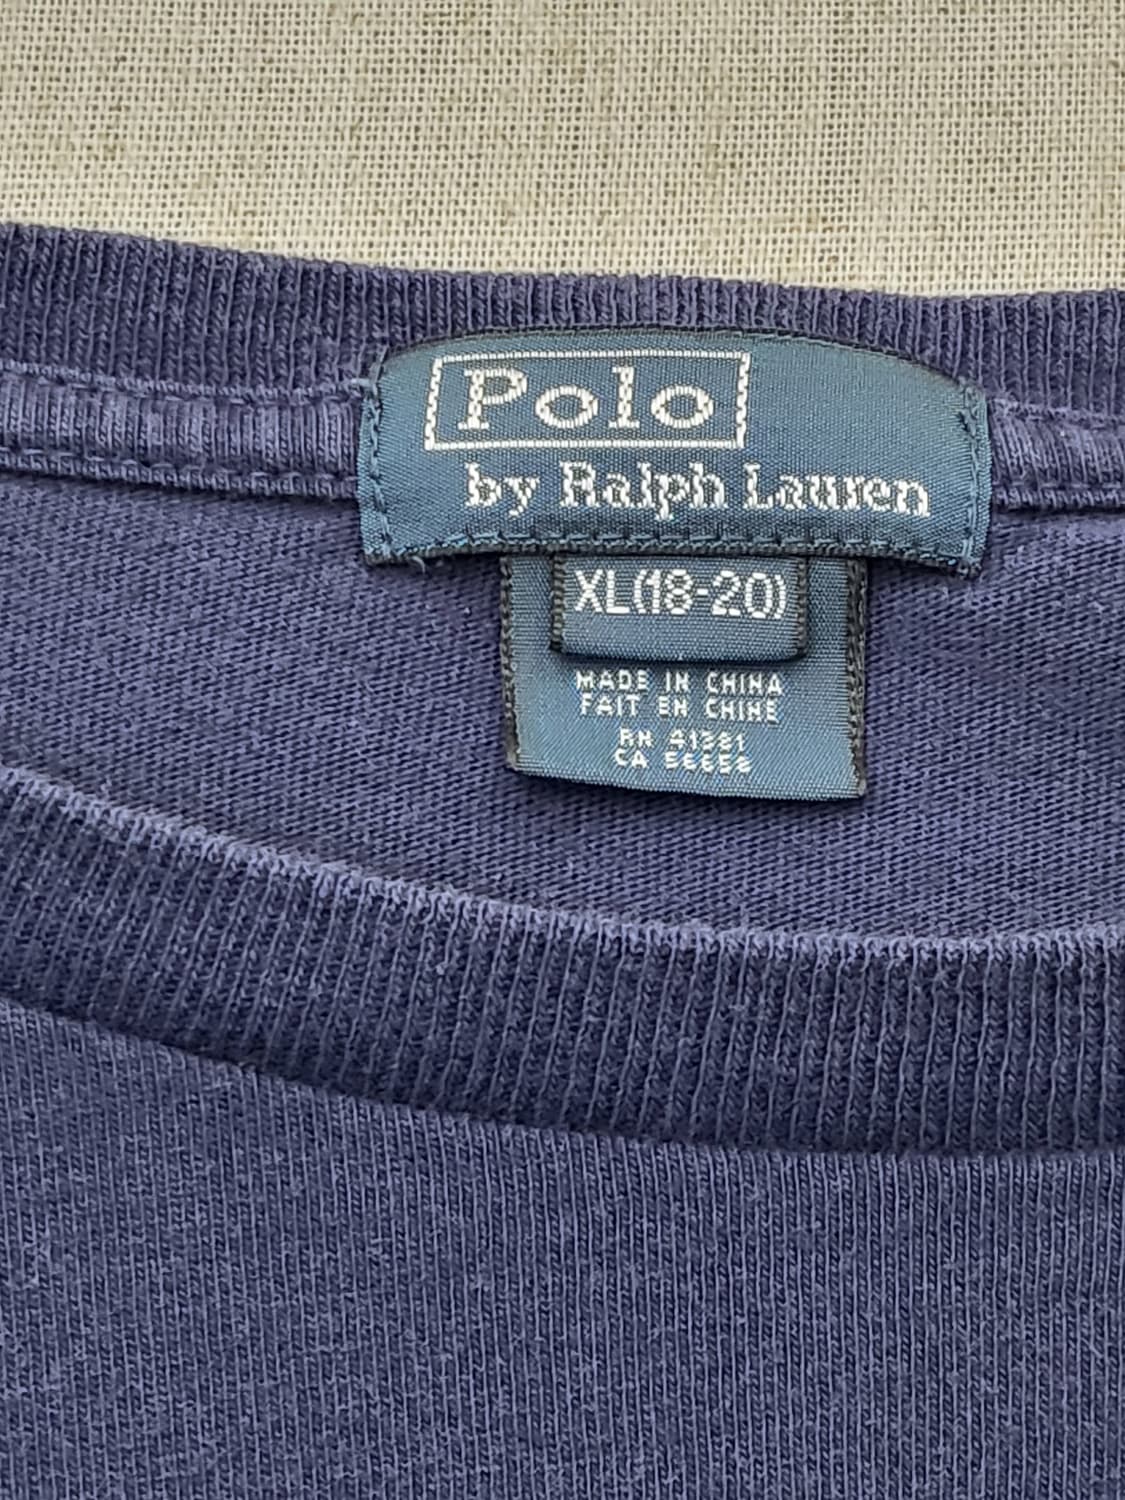 Polo
by Ralph Lauren
XL(18-20)
MADE IN CHINA
FAIT EN CHINE
RN 41381
CA